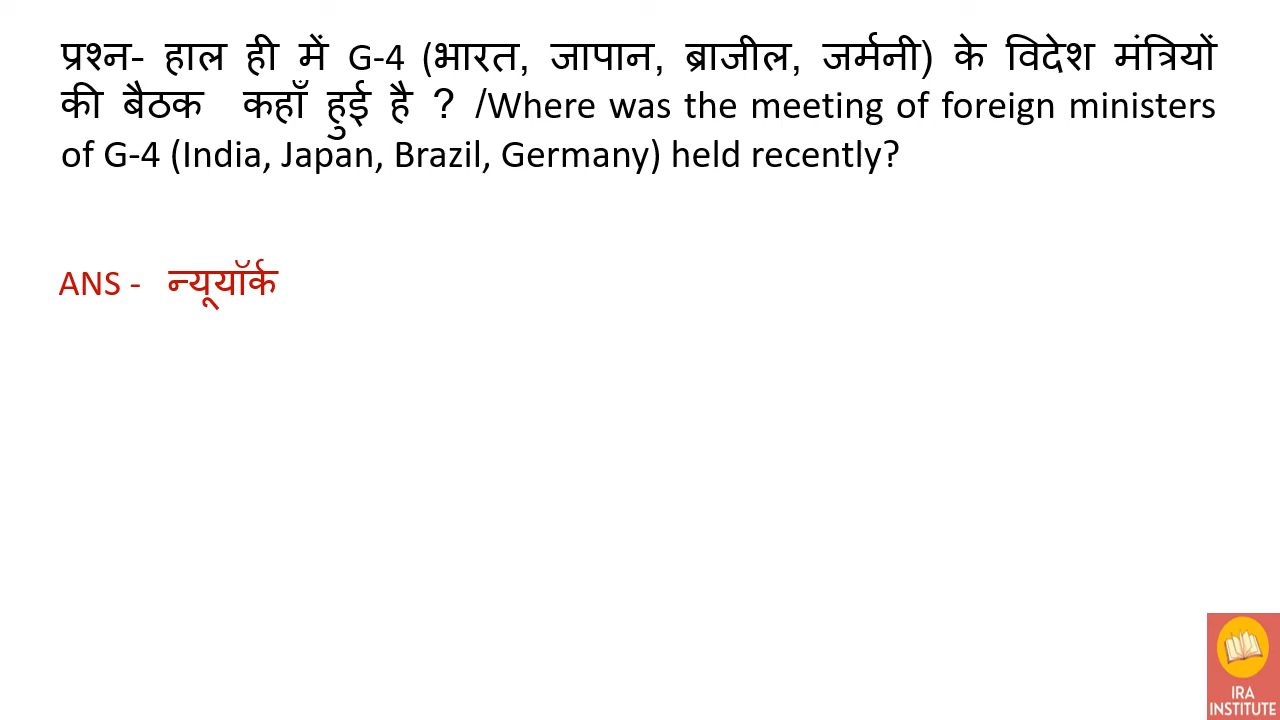 प्रश्न- हाल ही में G-4 (भारत, जापान, ब्राजील, जर्मनी) के विदेश मंत्रियों
की बैठक कहाँ हुई है ? /Where was the meeting of foreign ministers
of G-4 (India, Japan, Brazil, Germany) held recently?
ANS - न्यूयॉर्क
IRA
INSTITUTE